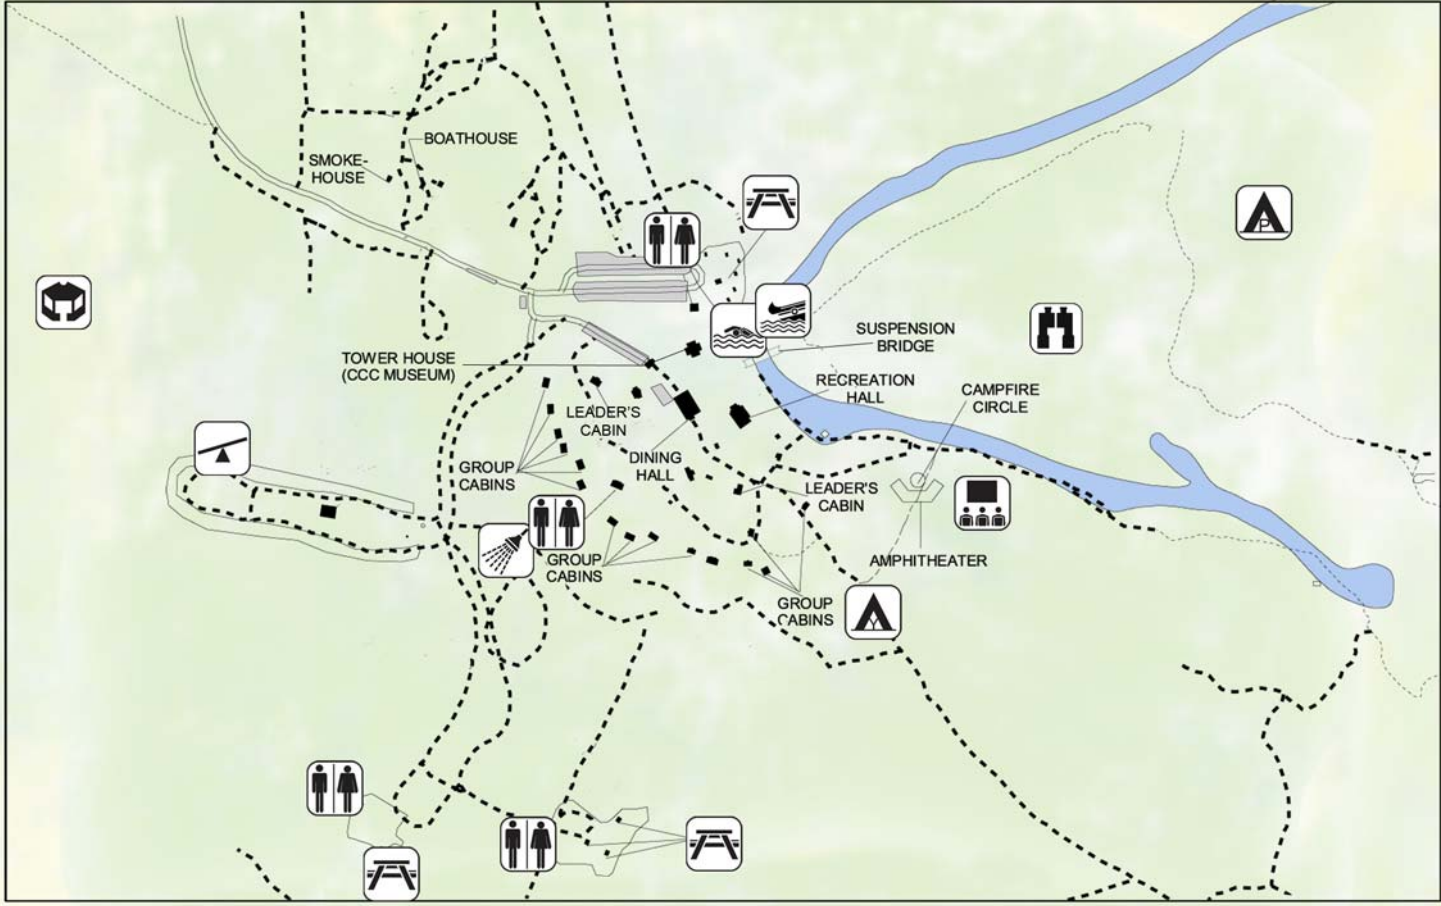 BOATHOUSE
SMOKE-
HOUSE
SUSPENSION
BRIDGE
TOWER HOUSE
(CCC MUSEUM)
RECREATION
HALL
CAMPFIRE
CIRCLE
LEADER'S
CABIN
GROUP
CABINS
DINING
HALL
LEADER'S
CABIN
GROUP
CABINS
AMPHITHEATER
GROUP
CABINS
P